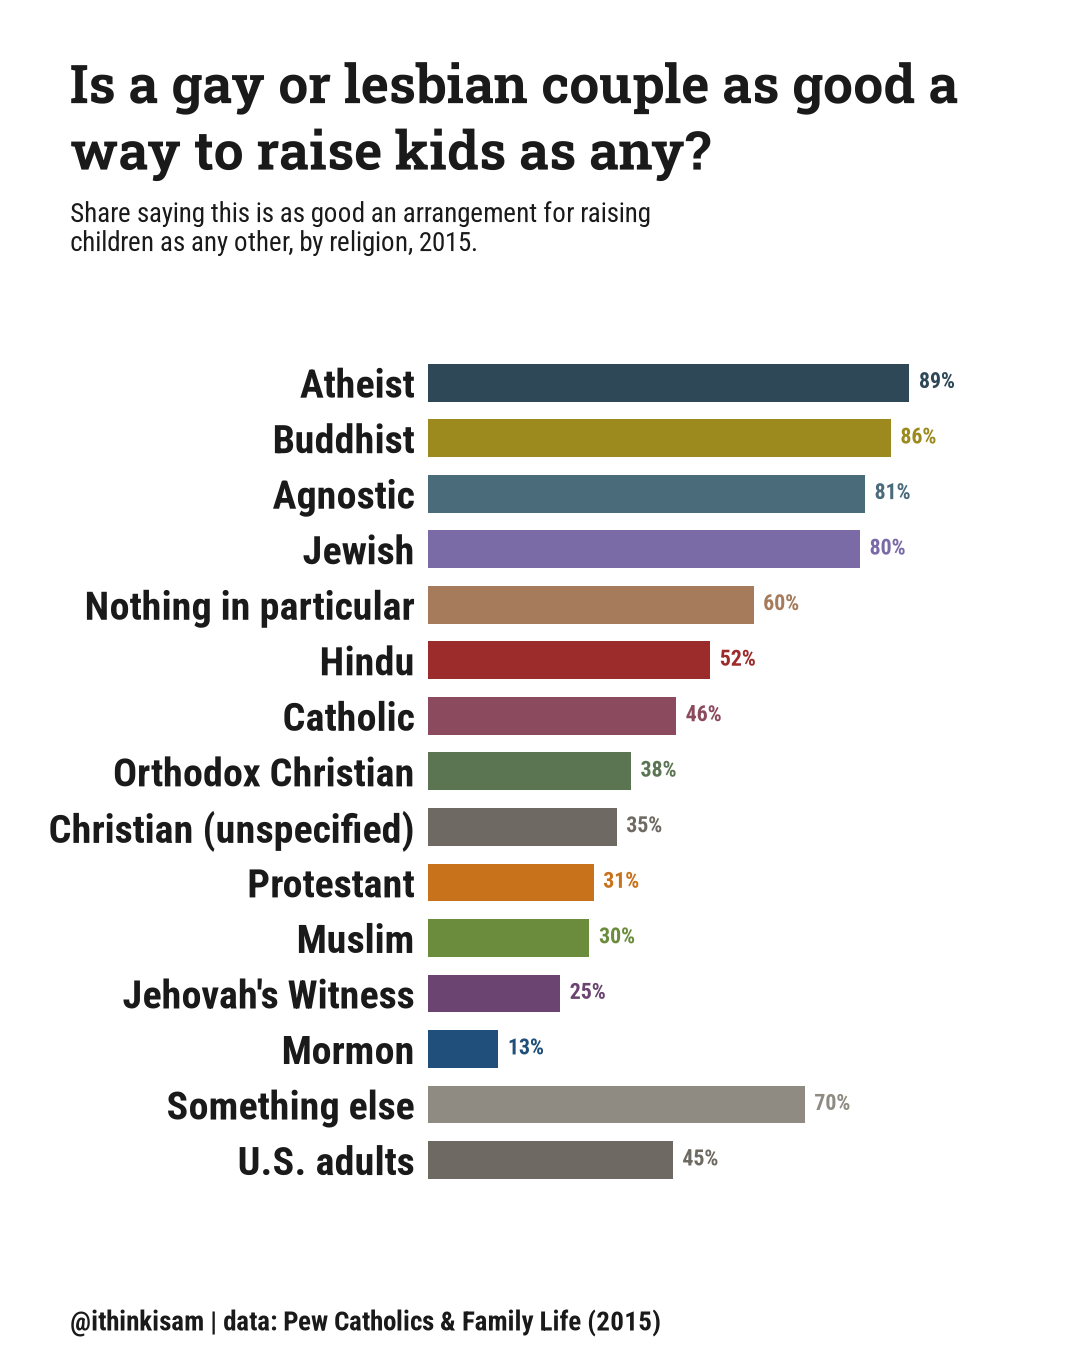 Is a gay or lesbian couple as good a
way to raise kids as any?
Share saying this is as good an arrangement for raising
children as any other, by religion, 2015.
Atheist 89%
Buddhist 86%
Agnostic 81%
Jewish 80%
Nothing in particular 60%
Hindu 52%
Catholic 46%
Orthodox Christian 38%
Christian (unspecified) 35%
Protestant 31%
Muslim 30%
Jehovah's Witness 25%
Mormon 13%
Something else 70%
U.S. adults 45%
@ithinkisam | data: Pew Catholics & Family Life (2015)